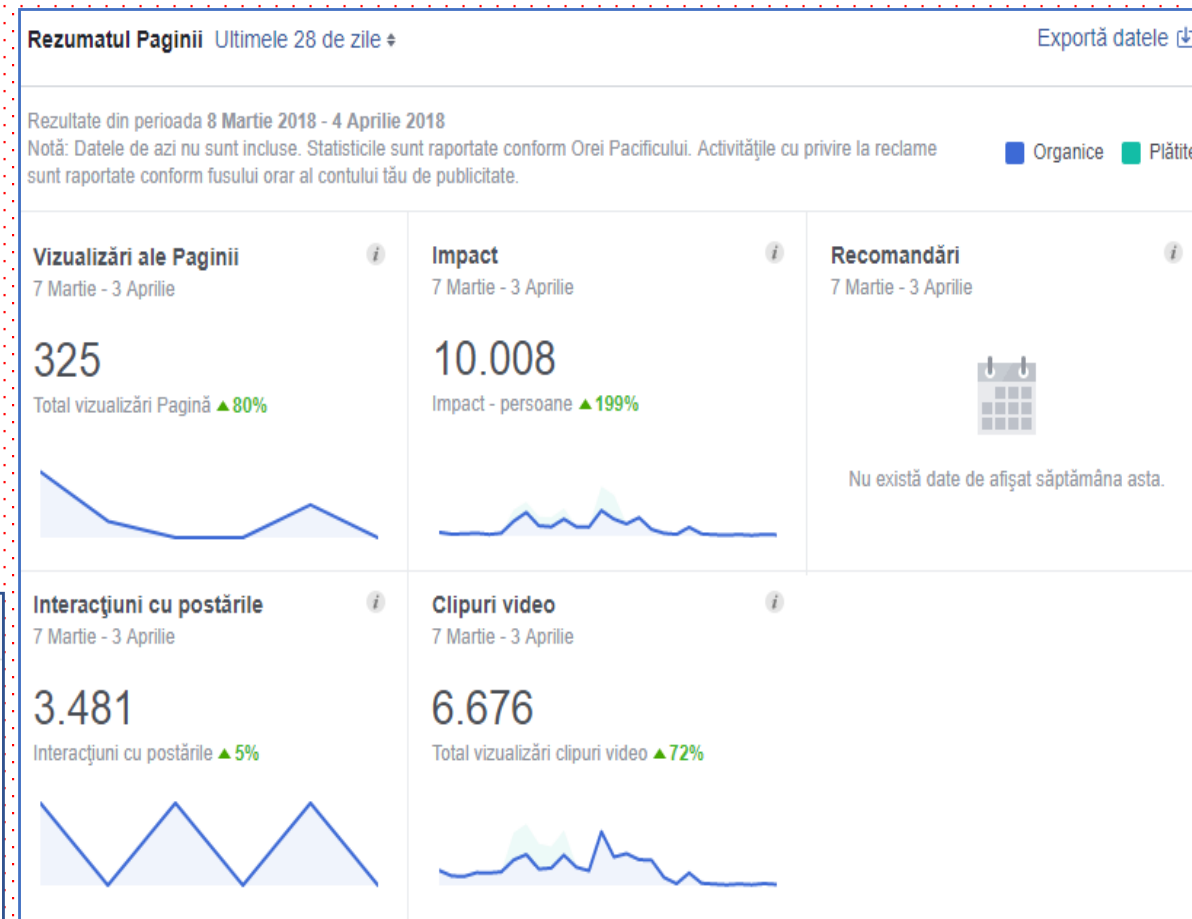 Rezumatul Paginii Ultimele 28 de zile
Exportă datele
Rezultate din perioada 8 Martie 2018 - 4 Aprilie 2018
Notă: Datele de azi nu sunt incluse. Statisticile sunt raportate conform Orei Pacificului. Activităţile cu privire la reclame
sunt raportate conform fusului orar al contului tău de publicitate.
Organice Plătite
Vizualizări ale Paginii
7 Martie - 3 Aprilie
325
Total vizualizări Pagină ▲80%
Impact
7 Martie - 3 Aprilie
10.008
Impact - persoane ▲199%
Recomandări
7 Martie - 3 Aprilie
Nu există date de afişat săptămâna asta.
Interacţiuni cu postările
7 Martie - 3 Aprilie
3.481
Interacţiuni cu postările ▲5%
Clipuri video
7 Martie - 3 Aprilie
6.676
Total vizualizări clipuri video ▲72%